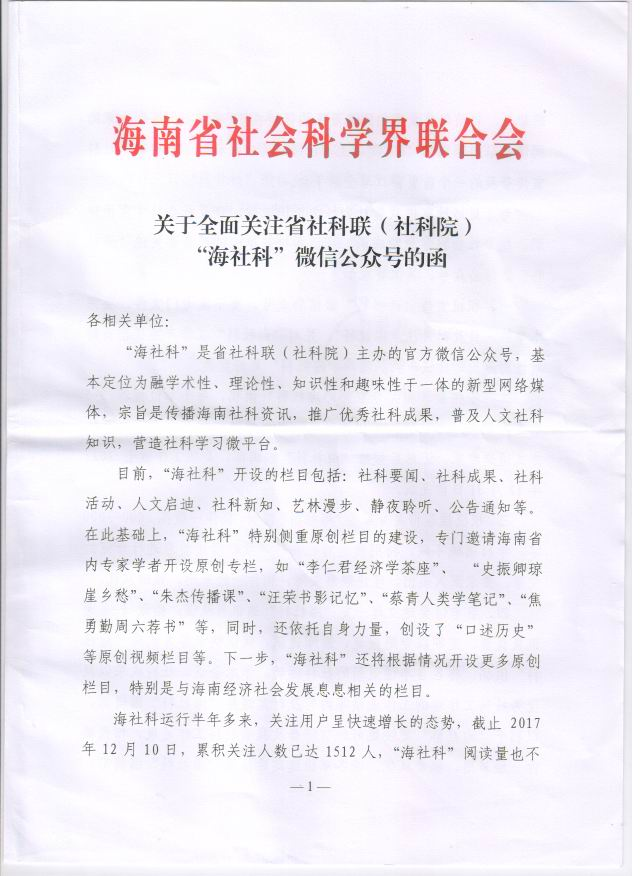 海南省社会科学界联合会
关于全面关注省社科联（社科院）
“海社科”微信公众号的函
各相关单位：
“海社科”是省社科联（社科院）主办的官方微信公众号，基
本定位为融学术性、理论性、知识性和趣味性于一体的新型网络媒
体，宗旨是传播海南社科资讯，推广优秀社科成果，普及人文社科
知识，营造社科学习微平台。
目前，“海社科”开设的栏目包括：社科要闻、社科成果、社科
活动、人文启迪、社科新知、艺林漫步、静夜聆听、公告通知等。
在此基础上，“海社科”特别侧重原创栏目的建设，专门邀请海南省
内专家学者开设原创专栏，如“李仁君经济学茶座”、 “史振卿琼
崖乡愁”、“朱杰传播课”、“汪荣书影记忆”、“蔡青人类学笔记”、“焦
勇勤周六荐书”等，同时，还依托自身力量，创设了“口述历史”
等原创视频栏目等。下一步，“海社科”还将根据情况开设更多原创
栏目，特别是与海南经济社会发展息息相关的栏目。
海社科运行半年多来，关注用户呈快速增长的态势，截止 2017
年 12 月 10 日，累积关注人数已达 1512 人，“海社科”阅读量也不
— 1 —